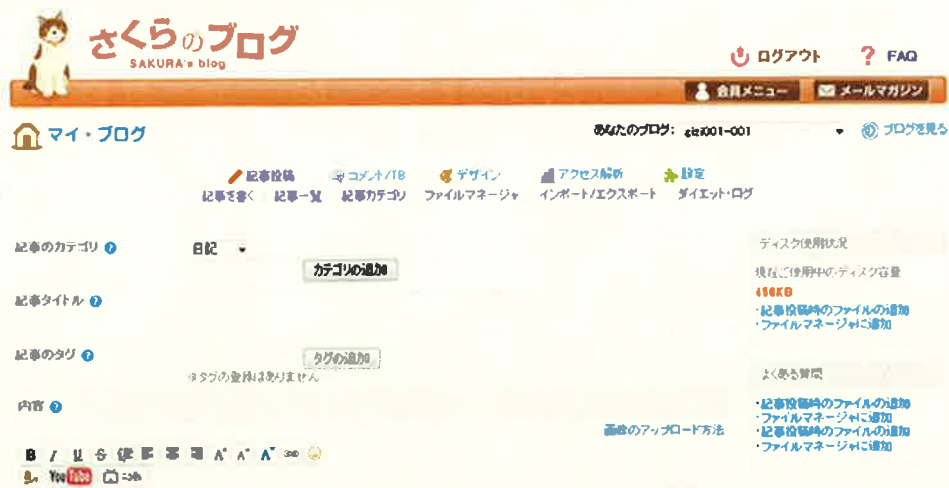 さくらのブログ
SAKURA's blog
ログアウト ? FAQ
会員メニュー メールマガジン
マイ・ブログ
あなたのブログ:
ブログを見る
記事投稿 コメント/TB デザイン アクセス解析 設定
記事を書く 記事一覧 記事カテゴリ ファイルマネージャ インポート/エクスポート ダイエット・ログ
記事のカテゴリ ?
日記
カテゴリの追加
記事タイトル ?
記事のタグ ?
タグの追加
※タグの登録はありません
内容 ?
画像のアップロード方法
B I U
You Tube
ディスク使用状況
現在ご使用中のディスク容量
・記事投稿時のファイルの追加
・ファイルマネージャに追加
よくある質問
・記事投稿時のファイルの追加
・ファイルマネージャに追加
・記事投稿時のファイルの追加
・ファイルマネージャに追加